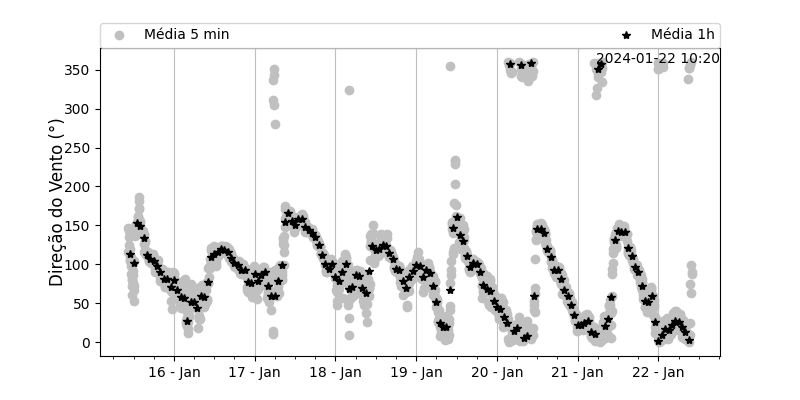 Média 5 min
Média 1h
2024-01-22 10:20
Direção do Vento (°)
350
300
250
200
150
100
50
0
16 - Jan
17 - Jan
18 - Jan
19 - Jan
20 - Jan
21 - Jan
22 - Jan